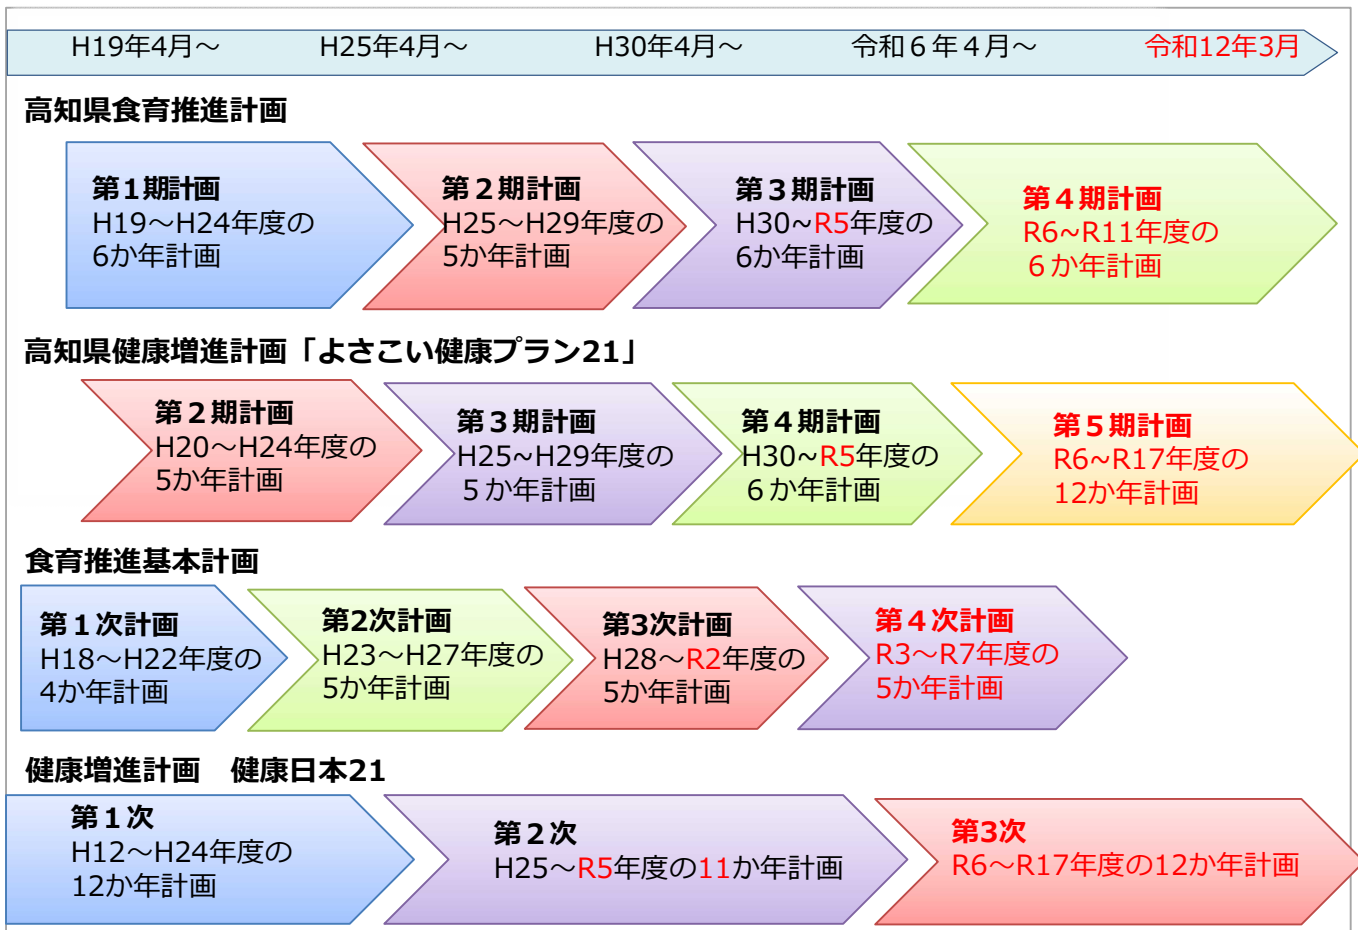 H19年4月～ H25年4月～ H30年4月～ 令和６年４月～ 令和12年3月
高知県食育推進計画
第1期計画
H19～H24年度の
6か年計画
第２期計画
H25～H29年度の
5か年計画
第３期計画
H30~R5年度の
6か年計画
第４期計画
R6~R11年度の
６か年計画
高知県健康増進計画「よさこい健康プラン21」
第２期計画
H20～H24年度の
5か年計画
第３期計画
H25~H29年度の
５か年計画
第４期計画
H30~R5年度の
６か年計画
第５期計画
R6~R17年度の
12か年計画
食育推進基本計画
第１次計画
H18～H22年度の
4か年計画
第2次計画
H23～H27年度の
5か年計画
第3次計画
H28～R2年度の
5か年計画
第４次計画
R3～R7年度の
5か年計画
健康増進計画　健康日本21
第１次
H12～H24年度の
12か年計画
第２次
H25～R5年度の11か年計画
第3次
R6～R17年度の12か年計画